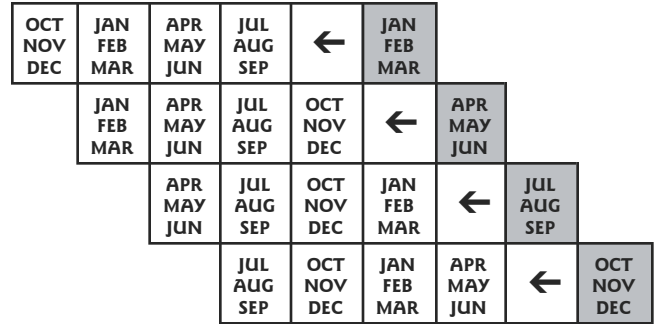 OCT JAN APR JUL ← JAN
NOV FEB MAY AUG FEB
DEC MAR JUN SEP MAR
JAN APR JUL OCT ← APR
FEB MAY AUG NOV MAY
MAR JUN SEP DEC JUN
APR JUL OCT JAN ← JUL
MAY AUG NOV FEB AUG
JUN SEP DEC MAR SEP
JUL OCT JAN APR ← OCT
AUG NOV FEB MAY NOV
SEP DEC MAR JUN DEC